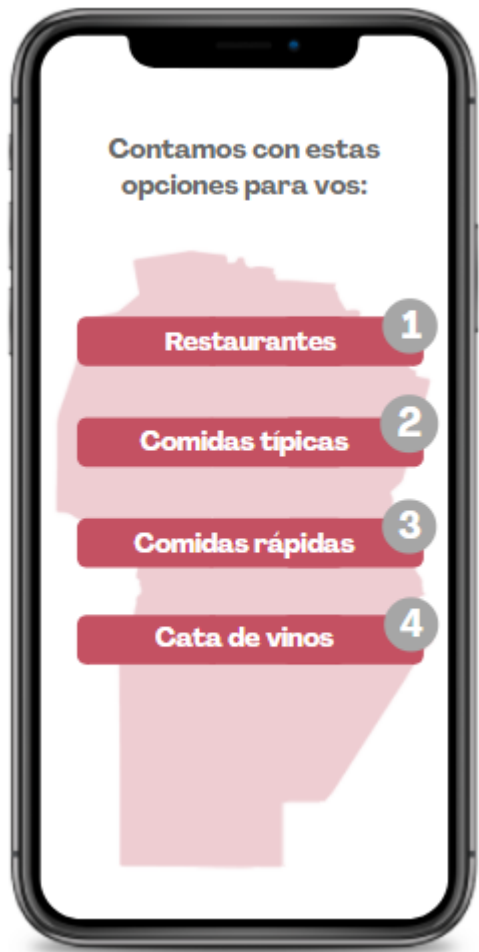 Contamos con estas
opciones para vos:
1
Restaurantes
2
Comidas típicas
3
Comidas rápidas
4
Cata de vinos